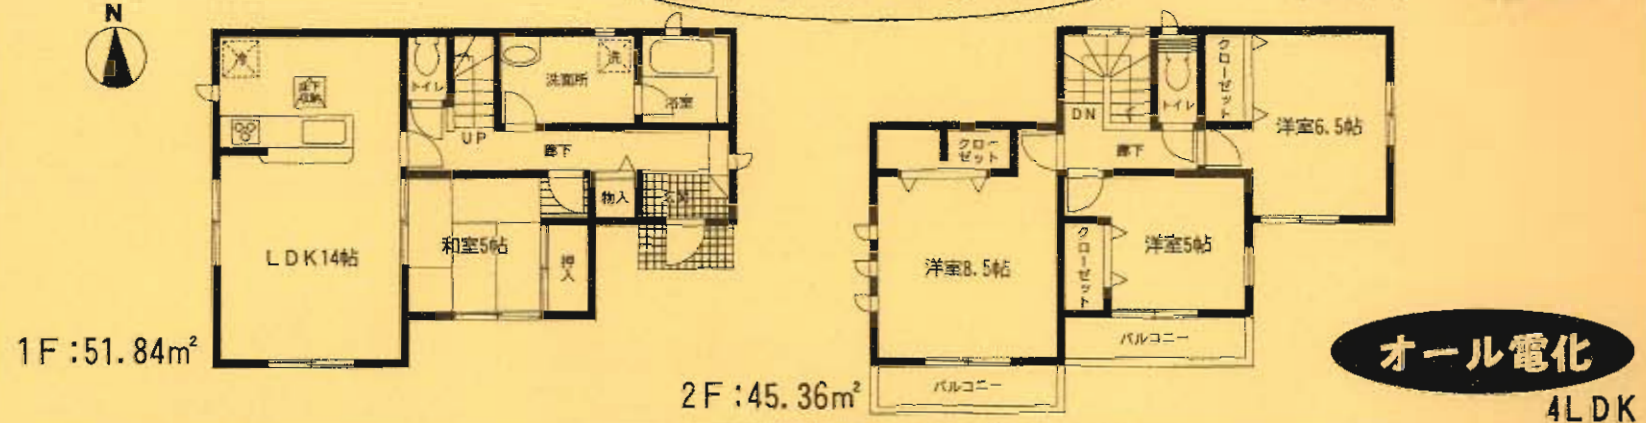 N
冷
床下
収納
トイレ
UP
洗面所
洗
浴室
廊下
物入
玄関
LDK14帖
和室5帖
押入
1F:51.84㎡
DN
トイレ
クローゼット
洋室6.5帖
クロー
ゼット
廊下
洋室8.5帖
クローゼット
洋室5帖
バルコニー
バルコニー
2F:45.36㎡
オール電化
4LDK